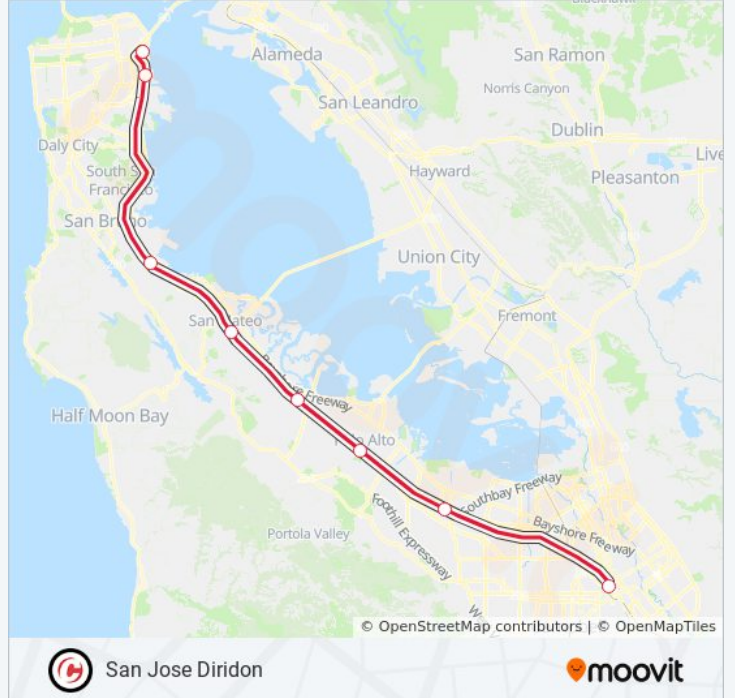 Alameda
San Ramon
Norris Canyon
San Leandro
Dublin
Daly City
Live
South S
Francisco
Hayward
Pleasanton
San Bruno
Union City
Fremont
San Mateo
Bayshore Freeway
Half Moon Bay
Palo Alto
Southbay Freeway
Foothill Expressway
Bayshore Freeway
Portola Valley
© OpenStreetMap contributors | © OpenMapTiles
San Jose Diridon
moovit